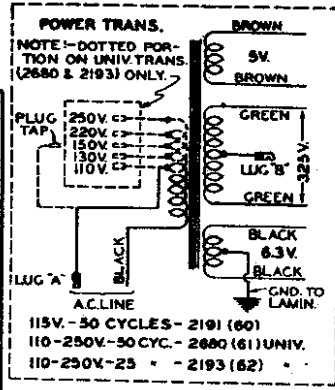 POWER TRANS.
NOTE:-DOTTED POR-
TION ON UNIV. TRANS.
(2680 & 2193) ONLY.
PLUG
TAP
250V.
220V.
150V.
130V.
110V.
LUG "A"
BLACK
A.C. LINE
BROWN
5V.
BROWN
GREEN
LUG "B"
325V.
GREEN
BLACK
6.3V.
BLACK
GND. TO
LAMIN.
115V.-50 CYCLES-2191 (60)
110-250V.-50 CYC.-2680 (61) UNIV.
110-250V.-25 " -2193 (62) "